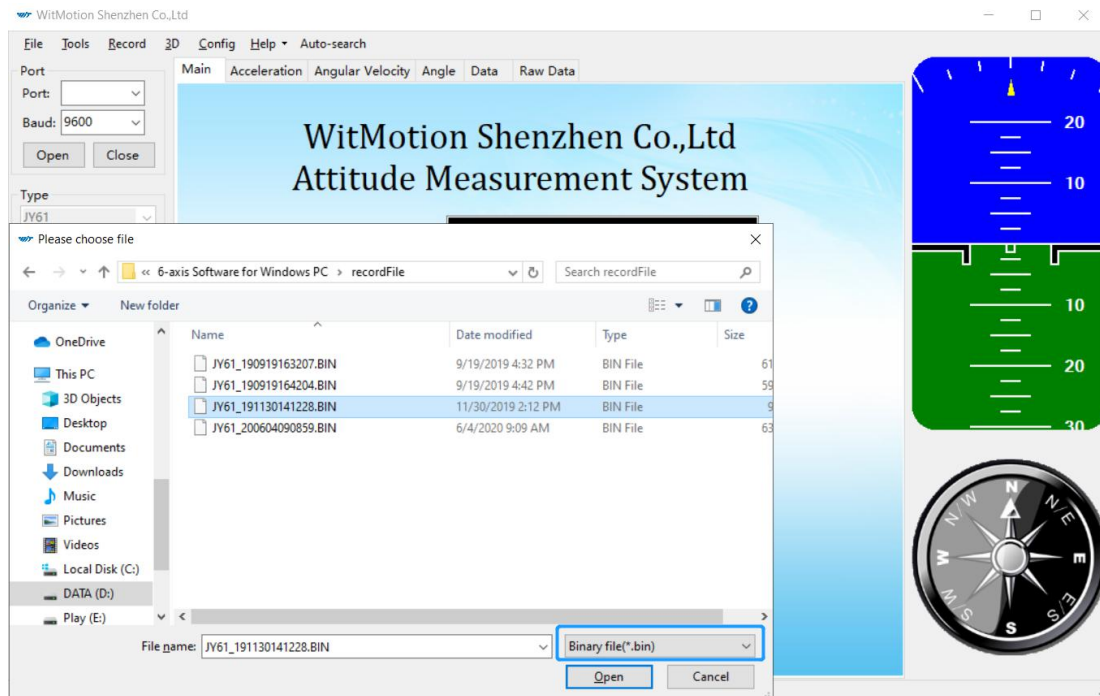 WitMotion Shenzhen Co.,Ltd
File Tools Record 3D Config Help Auto-search
Port
Port:
Baud: 9600
Open Close
Type
JY61
Main Acceleration Angular Velocity Angle Data Raw Data
WitMotion Shenzhen Co.,Ltd
Attitude Measurement System
20
10
10
20
30
N
N/E
E
S/E
S
W/S
W
N/W
Please choose file
« 6-axis Software for Windows PC › recordFile
Search recordFile
Organize New folder
?
OneDrive
This PC
3D Objects
Desktop
Documents
Downloads
Music
Pictures
Videos
Local Disk (C:)
DATA (D:)
Play (E:)
Name Date modified Type Size
JY61_190919163207.BIN 9/19/2019 4:32 PM BIN File 61
JY61_190919164204.BIN 9/19/2019 4:42 PM BIN File 59
JY61_191130141228.BIN 11/30/2019 2:12 PM BIN File 9
JY61_200604090859.BIN 6/4/2020 9:09 AM BIN File 63
File name: JY61_191130141228.BIN Binary file(*.bin)
Open Cancel